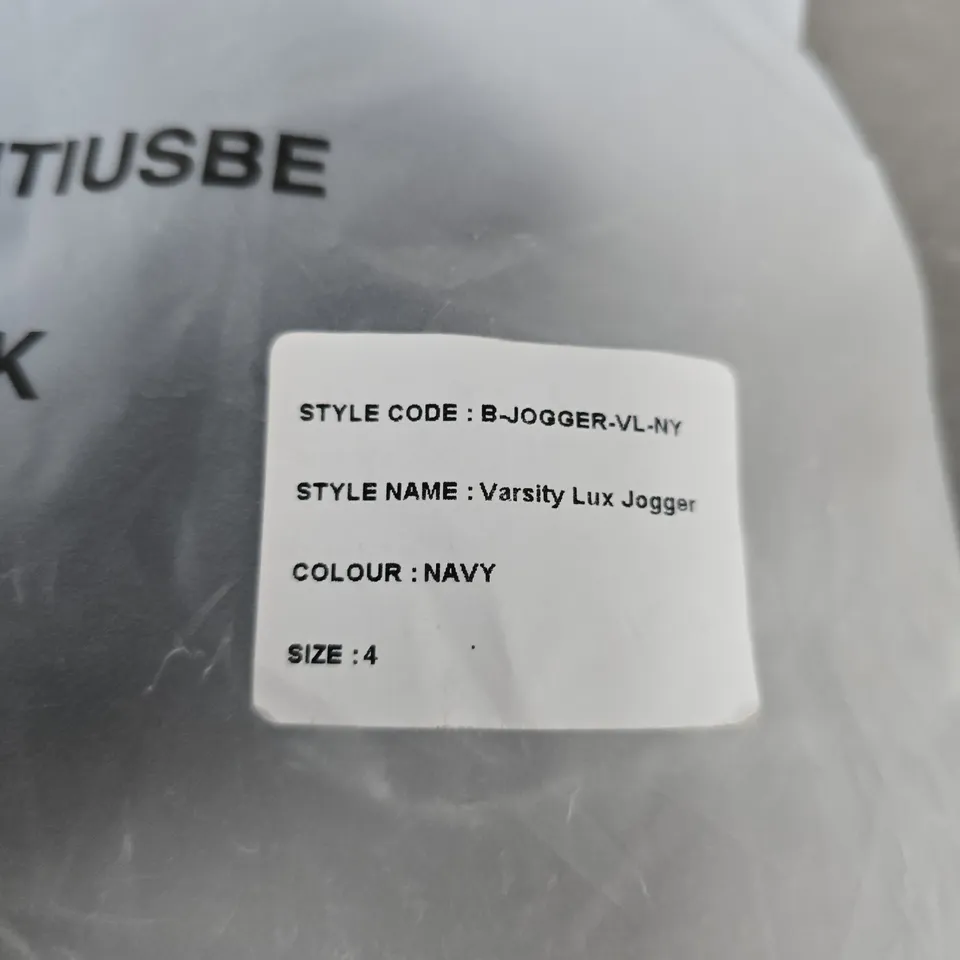 ITIUSBE
K
STYLE CODE : B-JOGGER-VL-NY
STYLE NAME : Varsity Lux Jogger
COLOUR : NAVY
SIZE : 4